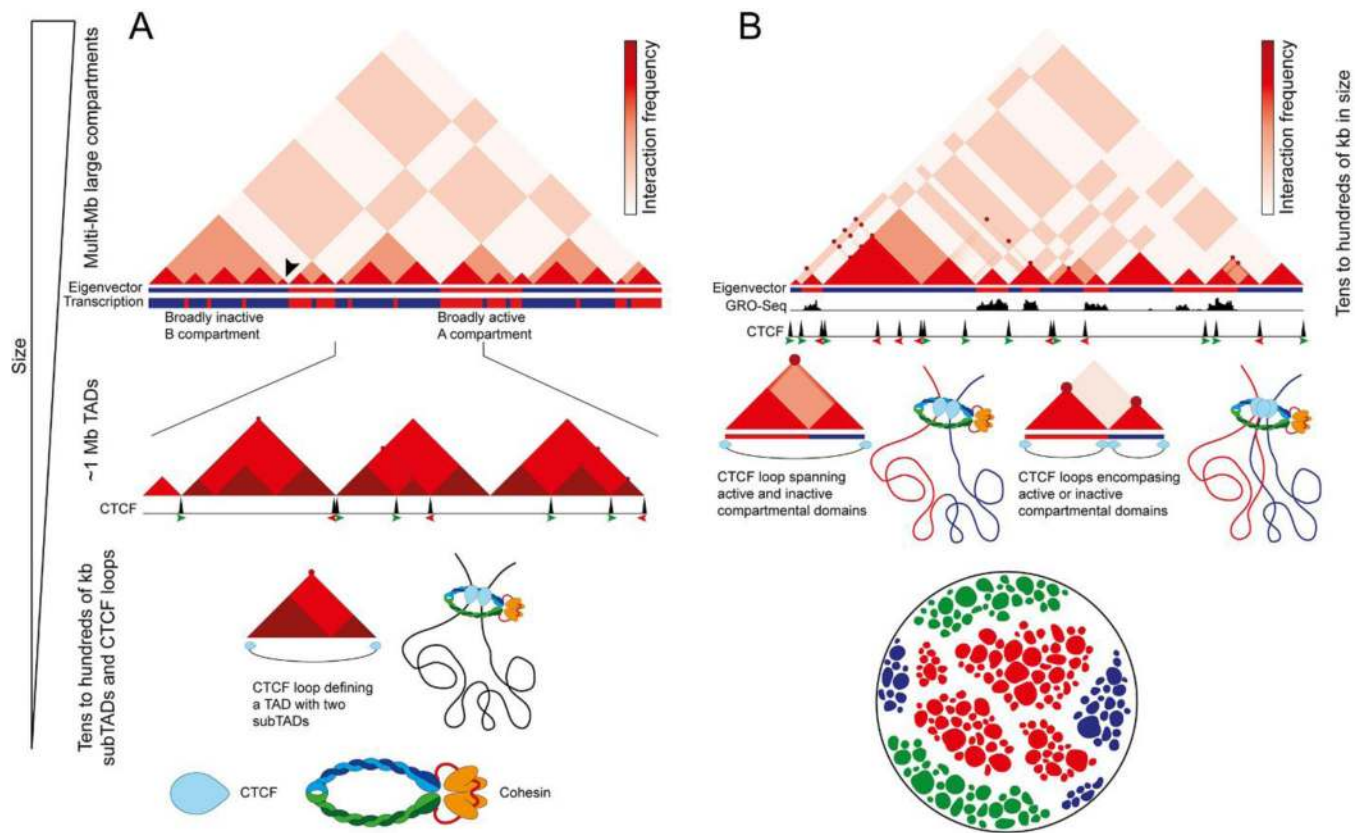 A
B
Size
Multi-Mb large compartments
~1 Mb TADs
Tens to hundreds of kb
subTADs and CTCF loops
Interaction frequency
Eigenvector
Transcription
Broadly inactive
B compartment
Broadly active
A compartment
CTCF
CTCF loop defining
a TAD with two
subTADs
CTCF
Cohesin
Interaction frequency
Tens to hundreds of kb in size
Eigenvector
GRO-Seq
CTCF
CTCF loop spanning
active and inactive
compartmental domains
CTCF loops encompasing
active or inactive
compartmental domains